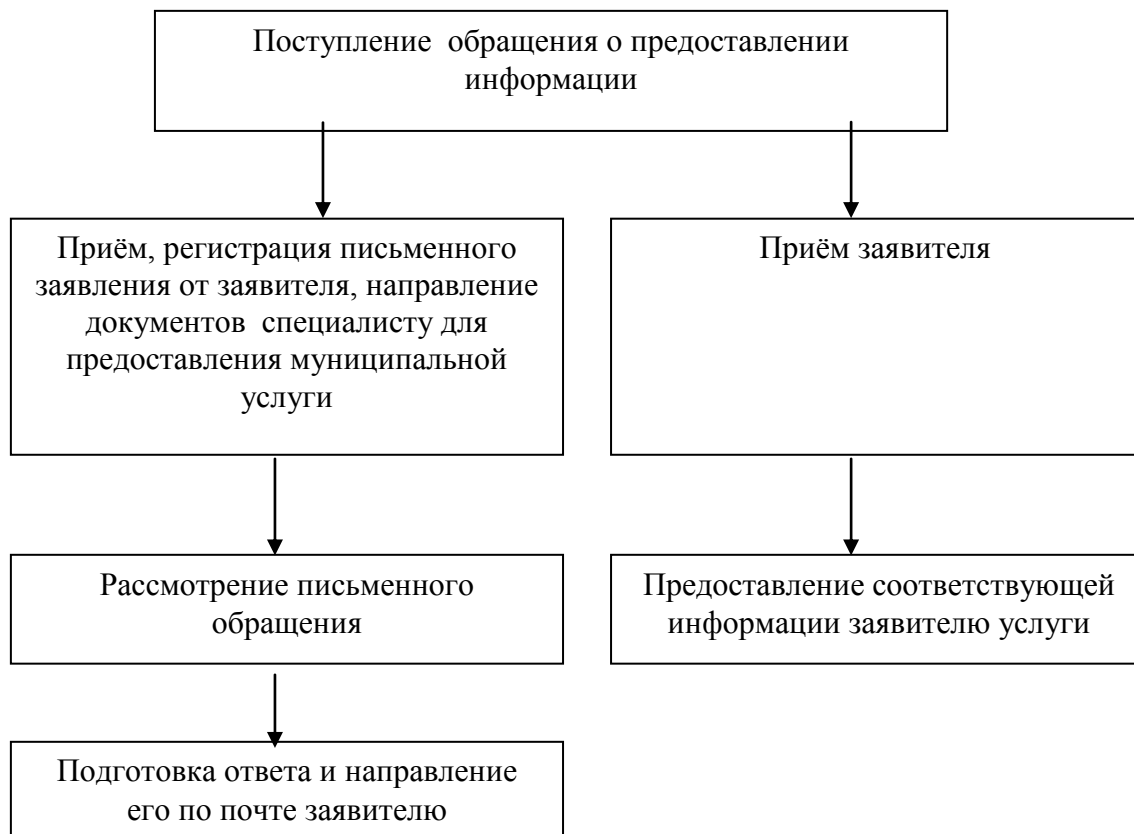 Поступление обращения о предоставлении
информации
Приём, регистрация письменного
заявления от заявителя, направление
документов специалисту для
предоставления муниципальной
услуги
Приём заявителя
Рассмотрение письменного
обращения
Предоставление соответствующей
информации заявителю услуги
Подготовка ответа и направление
его по почте заявителю